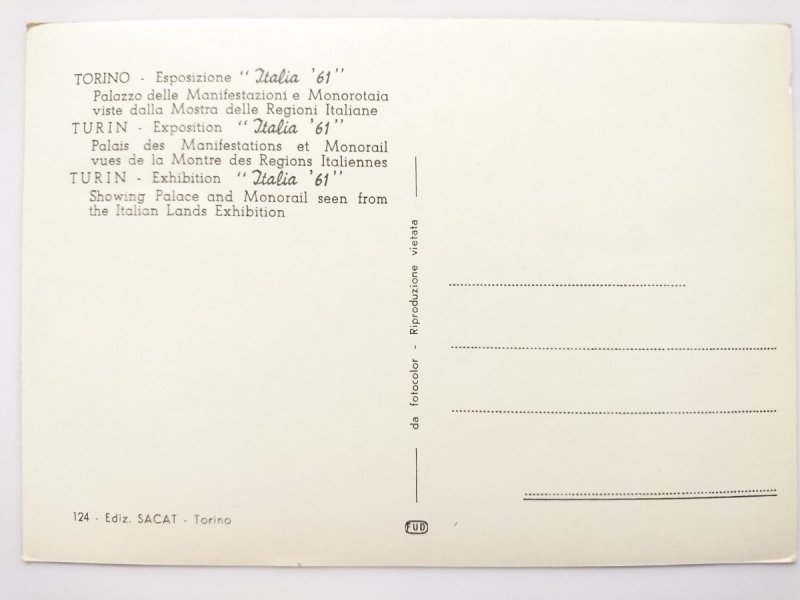 TORINO - Esposizione "Italia '61"
Palazzo delle Manifestazioni e Monorotaia
viste dalla Mostra delle Regioni Italiane
TURIN - Exposition "Italia '61"
Palais des Manifestations et Monorail
vues de la Montre des Regions Italiennes
TURIN - Exhibition "Italia '61"
Showing Palace and Monorail seen from
the Italian Lands Exhibition
124 - Ediz. SACAT - Torino
da fotocolor - Riproduzione vietata
FUD